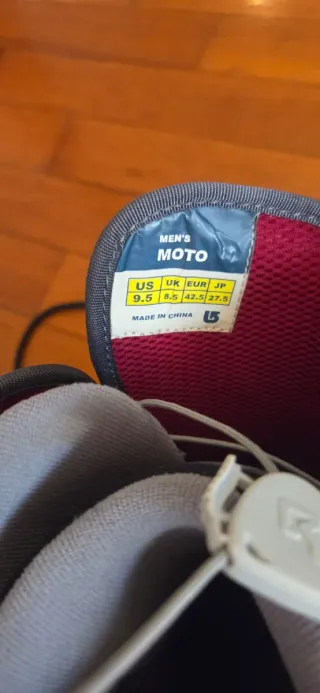 MEN'S
MOTO
US UK EUR JP
9.5 8.5 42.5 27.5
MADE IN CHINA